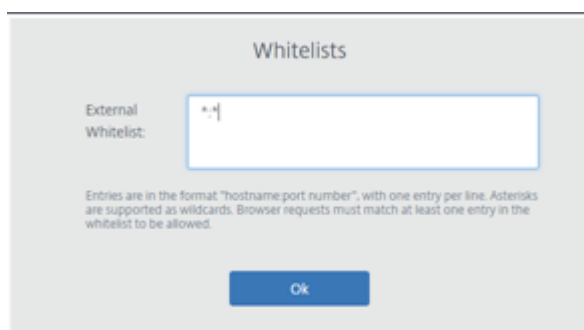 Whitelists
External
Whitelist:
*:*
Entries are in the format "hostname:port number", with one entry per line. Asterisks
are supported as wildcards. Browser requests must match at least one entry in the
whitelist to be allowed.
Ok